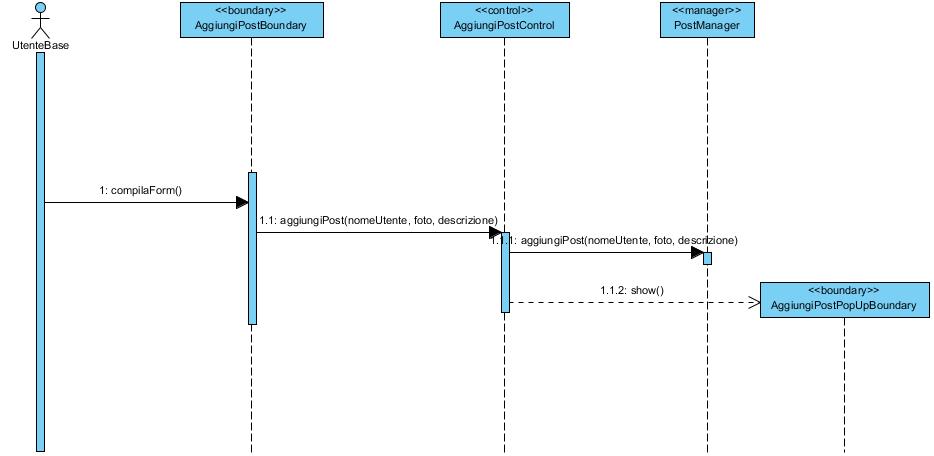 <<boundary>>
AggiungiPostBoundary
<<control>>
AggiungiPostControl
<<manager>>
PostManager
UtenteBase
1: compilaForm()
1.1: aggiungiPost(nomeUtente, foto, descrizione)
1.1.1: aggiungiPost(nomeUtente, foto, descrizione)
1.1.2: show()
<<boundary>>
AggiungiPostPopUpBoundary